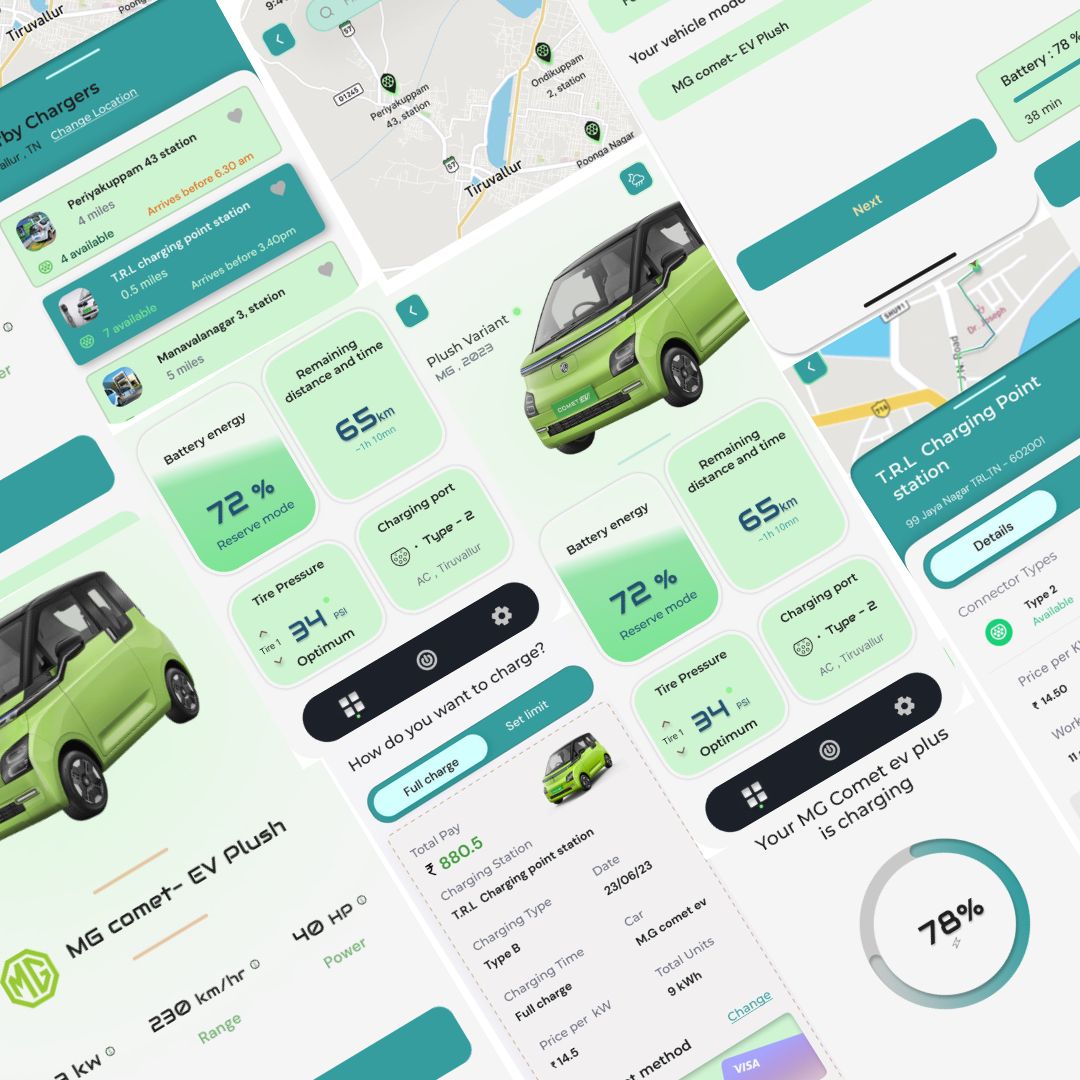 Tiruvallur
by Chargers
allur , TN
Change Location
Periyakuppam 43 station
4 miles
Arrives before 6.30 am
4 available
T.R.L charging point station
0.5 miles
Arrives before 3.40pm
7 available
Manavalanagar 3, station
5 miles
MG
MG comet- EV Plush
40 HP
Power
230 km/hr
Range
kw
57
01245
Periyakuppam
43, station
Ondikuppam
2, station
57
Tiruvallur
Poonga Nagar
Battery energy
72 %
Reserve mode
Remaining
distance and time
65km
~1h 10mn
Tire Pressure
Tire 1
34 PSI
Optimum
Charging port
Type - 2
AC , Tiruvallur
How do you want to charge?
Full charge
Set limit
Total Pay
₹ 880.5
Charging Station
T.R.L Charging point station
Charging Type
Type B
Date
23/06/23
Charging Time
Full charge
Car
M.G comet ev
Price per kW
₹ 14.5
Total Units
9 kWh
Change
method
VISA
Plush Variant
MG , 2023
COMET EV
Battery energy
72 %
Reserve mode
Remaining
distance and time
65km
~1h 10mn
Tire Pressure
Tire 1
34 PSI
Optimum
Charging port
Type - 2
AC , Tiruvallur
Your MG Comet ev plus
is charging
78%
Your vehicle mode
MG comet- EV Plush
Next
Battery : 78 %
38 min
SHU91
Dr. Joseph
J.N. Road
716
T.R.L Charging Point
station
99 Jaya Nagar TRL,TN - 602001
Details
Connector Types
Type 2
Available
Price per K
₹ 14.50
Work
11